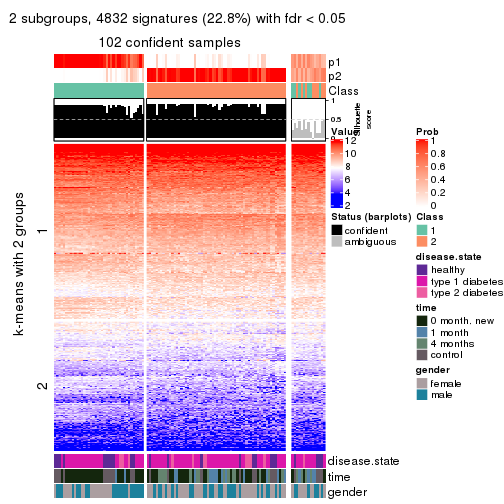 2 subgroups, 4832 signatures (22.8%) with fdr < 0.05
102 confident samples
p1
p2
Class
1
0.5
0
Silhouette
score
k-means with 2 groups
1
2
Value
12
10
8
6
4
2
Prob
1
0.8
0.6
0.4
0.2
0
Status (barplots)
confident
ambiguous
Class
1
2
disease.state
healthy
type 1 diabetes
type 2 diabetes
time
0 month. new
1 month
4 months
control
gender
female
male
disease.state
time
gender